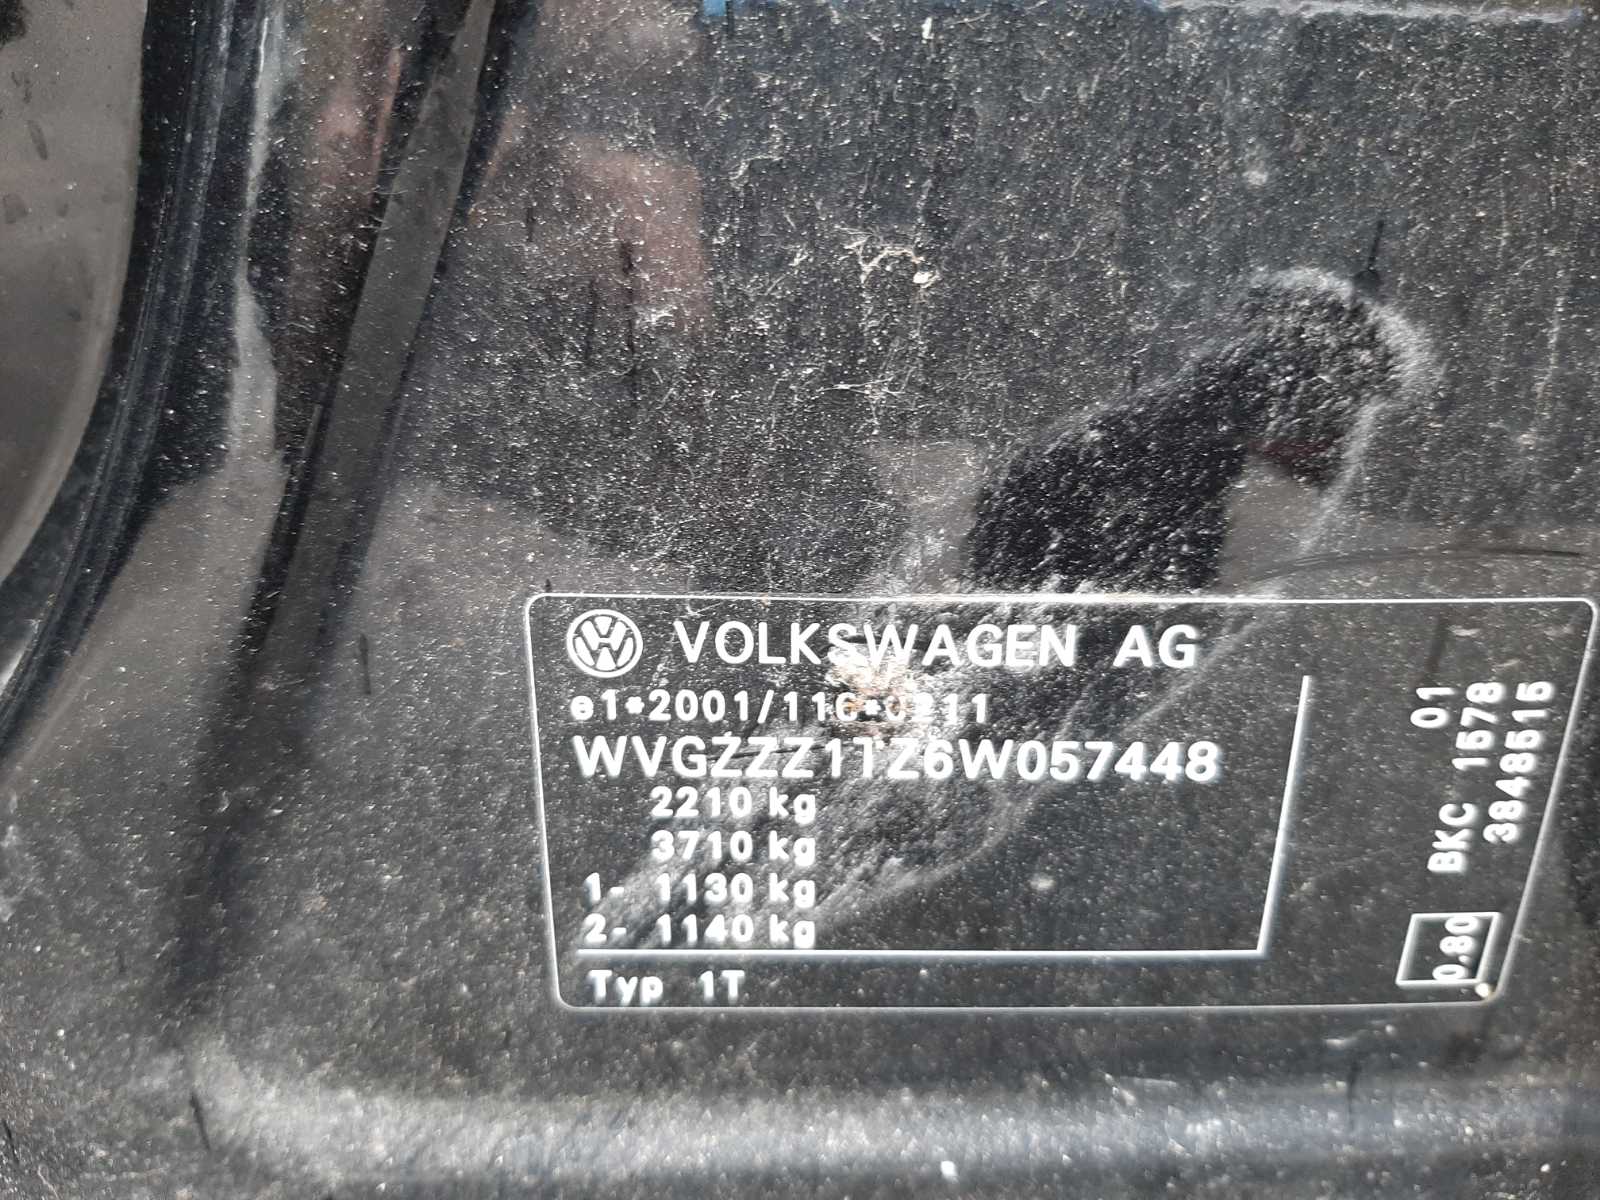 VOLKSWAGEN AG
e1*2001/116*0211
WVGZZZ1TZ6W057448
2210 kg
3710 kg
1- 1130 kg
2- 1140 kg
Typ 1T
01
BKC 1578
3848515
0.80